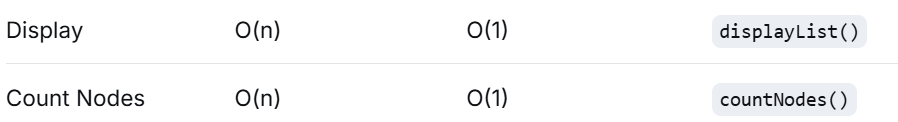 Display O(n) O(1) displayList()
Count Nodes O(n) O(1) countNodes()